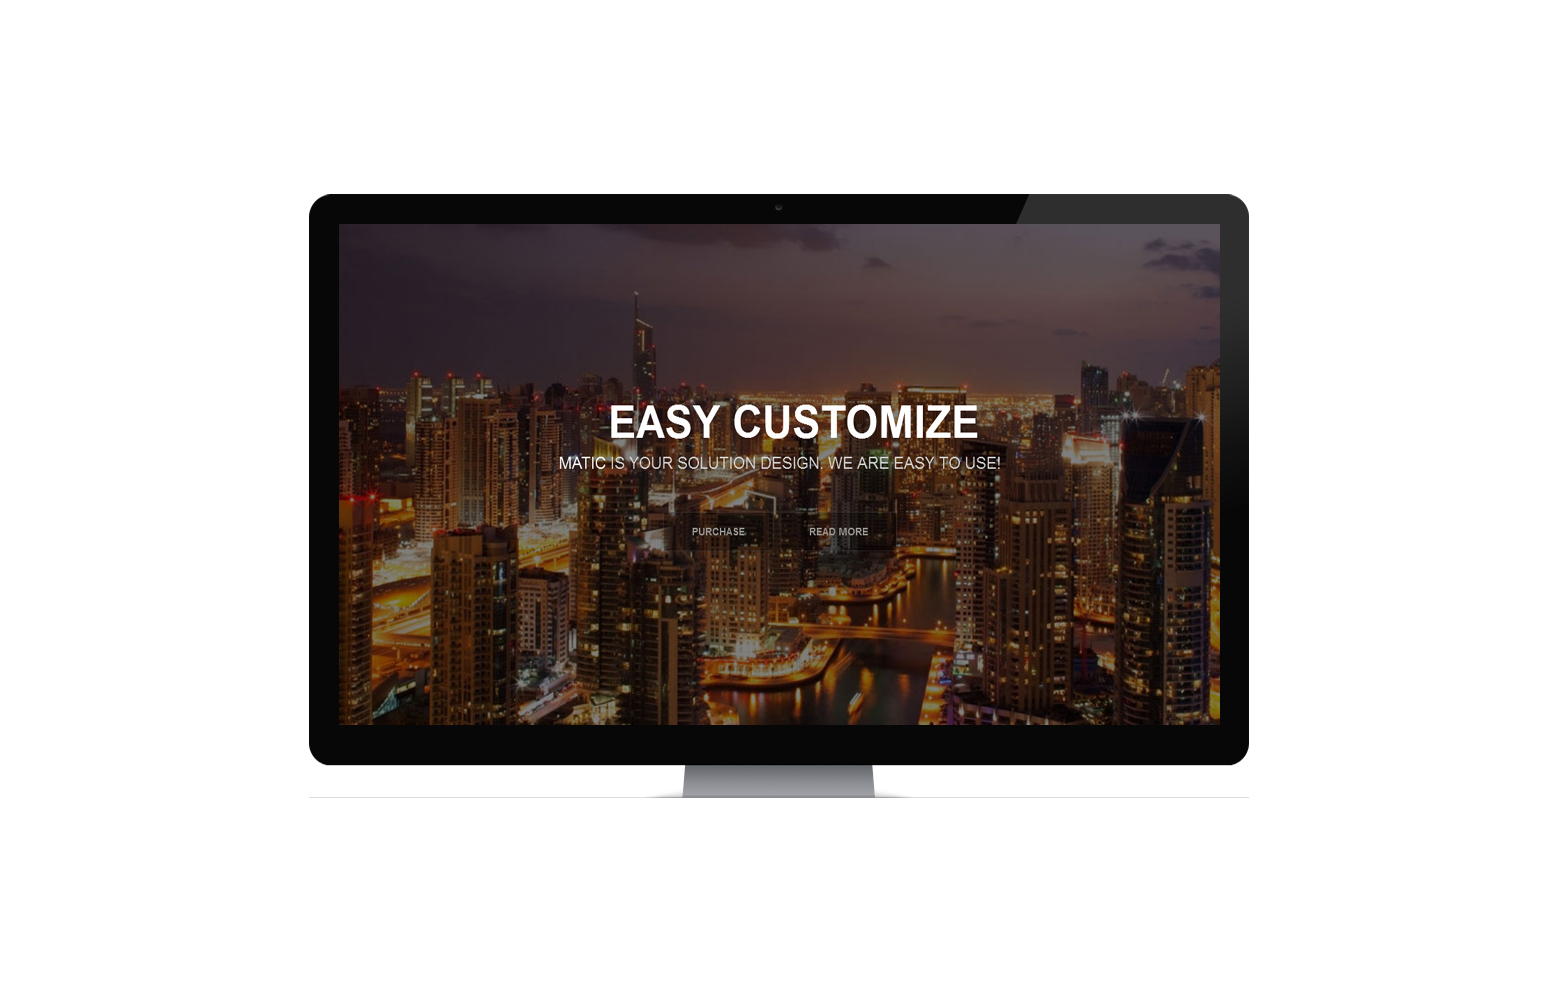 EASY CUSTOMIZE
MATIC IS YOUR SOLUTION DESIGN. WE ARE EASY TO USE!
PURCHASE READ MORE